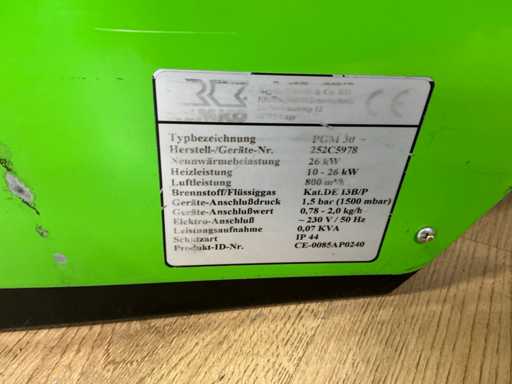 REMKO
CE
Typbezeichnung PGM 30
Herstell-/Geräte-Nr. 252C5978
Nennwärmebelastung 26 kW
Heizleistung 10 - 26 kW
Luftleistung 800 m³/h
Brennstoff/Flüssiggas Kat.DE I3B/P
Geräte-Anschlußdruck 1,5 bar (1500 mbar)
Geräte-Anschlußwert 0,78 - 2,0 kg/h
Elektro-Anschluß ~ 230 V / 50 Hz
Leistungsaufnahme 0,07 KVA
Schutzart IP 44
Produkt-ID-Nr. CE-0085AP0240